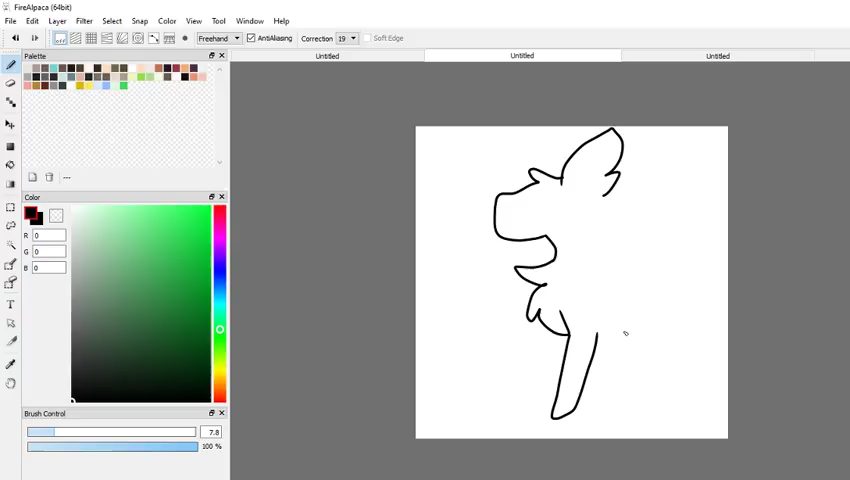 FireAlpaca (64bit)
File Edit Layer Filter Select Snap Color View Tool Window Help
off Freehand AntiAliasing Correction 19 Soft Edge
Palette
Untitled Untitled Untitled
---
Color
R 0
G 0
B 0
T
Brush Control
7.8
100 %